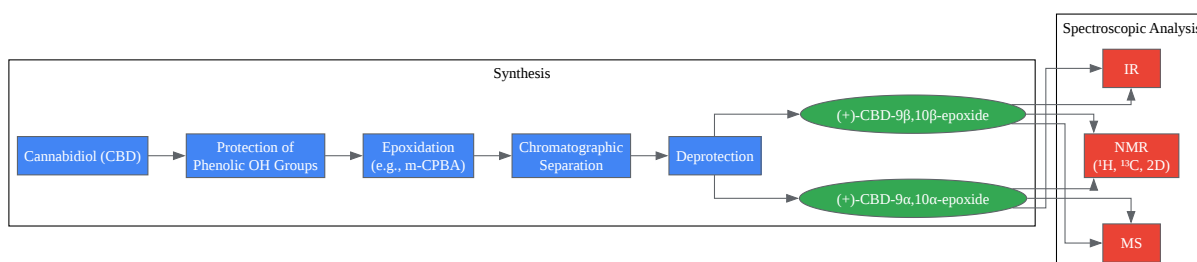 Spectroscopic Analysis
Synthesis
IR
(+)-CBD-9β,10β-epoxide
Cannabidiol (CBD)
Protection of
Phenolic OH Groups
Epoxidation
(e.g., m-CPBA)
Chromatographic
Separation
Deprotection
NMR
(¹H, ¹³C, 2D)
(+)-CBD-9α,10α-epoxide
MS